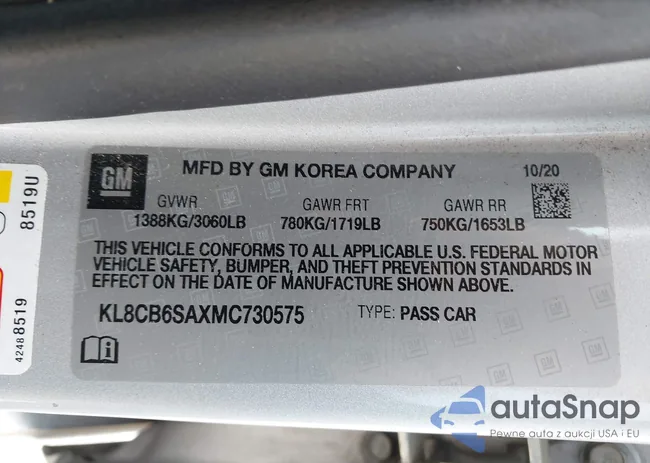 GM
MFD BY GM KOREA COMPANY
10/20
GVWR
GAWR FRT
GAWR RR
1388KG/3060LB
780KG/1719LB
750KG/1653LB
THIS VEHICLE CONFORMS TO ALL APPLICABLE U.S. FEDERAL MOTOR
VEHICLE SAFETY, BUMPER, AND THEFT PREVENTION STANDARDS IN
EFFECT ON THE DATE OF MANUFACTURE SHOWN ABOVE.
KL8CB6SAXMC730575
TYPE: PASS CAR
8519U
42488519
autaSnap
Pewne auta z aukcji USA i EU